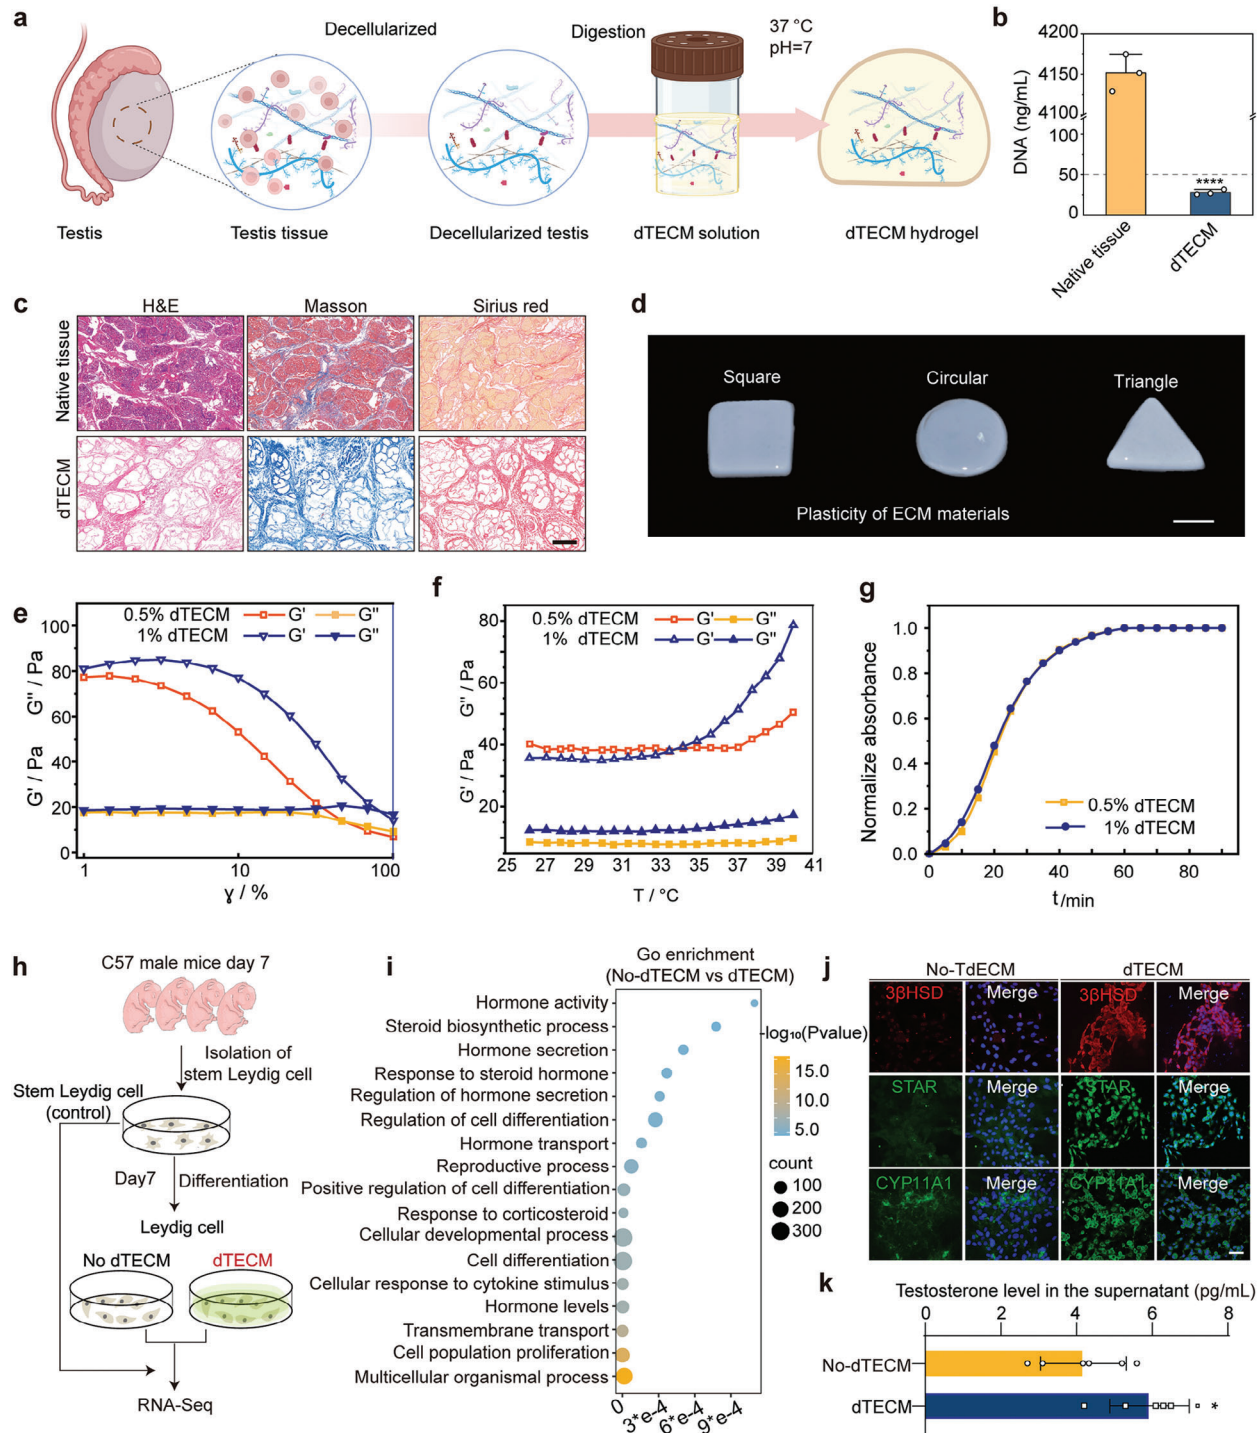 a
Decellularized
Digestion
37 °C
pH=7
Testis
Testis tissue
Decellularized testis
dTECM solution
dTECM hydrogel
b
DNA (ng/mL)
4200
4150
4100
100
50
0
****
Native tissue
dTECM
c
H&E
Masson
Sirius red
Native tissue
dTECM
d
Square
Circular
Triangle
Plasticity of ECM materials
e
0.5% dTECM G' G''
1% dTECM G' G''
G' / Pa G'' / Pa
100
80
60
40
20
0
1 10 100
γ / %
f
0.5% dTECM G' G''
1% dTECM G' G''
G' / Pa G'' / Pa
80
60
40
20
25 27 29 31 33 35 37 39 41
T / °C
g
Normalize absorbance
1.0
0.8
0.6
0.4
0.2
0.0
0.5% dTECM
1% dTECM
0 20 40 60 80
t/min
h
C57 male mice day 7
Isolation of
stem Leydig cell
Stem Leydig cell
(control)
Day7
Differentiation
Leydig cell
No dTECM
dTECM
RNA-Seq
i
Go enrichment
(No-dTECM vs dTECM)
Hormone activity
Steroid biosynthetic process
Hormone secretion
Response to steroid hormone
Regulation of hormone secretion
Regulation of cell differentiation
Hormone transport
Reproductive process
Positive regulation of cell differentiation
Response to corticosteroid
Cellular developmental process
Cell differentiation
Cellular response to cytokine stimulus
Hormone levels
Transmembrane transport
Cell population proliferation
Multicellular organismal process
0
3*e-4
6*e-4
9*e-4
-log₁₀(Pvalue)
15.0
10.0
5.0
count
100
200
300
j
No-TdECM
dTECM
3βHSD Merge 3βHSD Merge
STAR Merge STAR Merge
CYP11A1 Merge CYP11A1 Merge
k
Testosterone level in the supernatant (pg/mL)
0 2 4 6 8
No-dTECM
dTECM
*